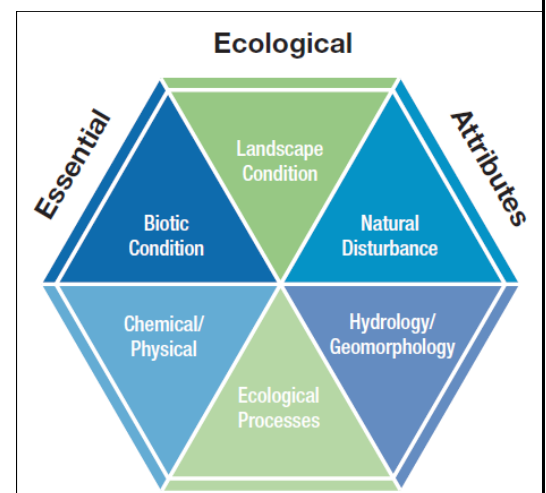 Essential
Ecological
Attributes
Landscape
Condition
Biotic
Condition
Natural
Disturbance
Chemical/
Physical
Hydrology/
Geomorphology
Ecological
Processes